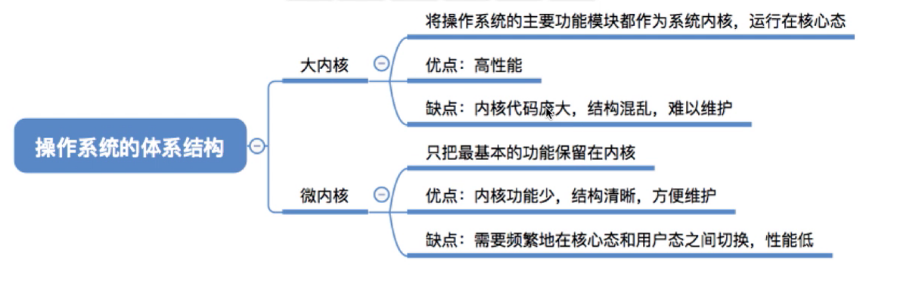 操作系统的体系结构
大内核
将操作系统的主要功能模块都作为系统内核，运行在核心态
优点：高性能
缺点：内核代码庞大，结构混乱，难以维护
微内核
只把最基本的功能保留在内核
优点：内核功能少，结构清晰，方便维护
缺点：需要频繁地在核心态和用户态之间切换，性能低